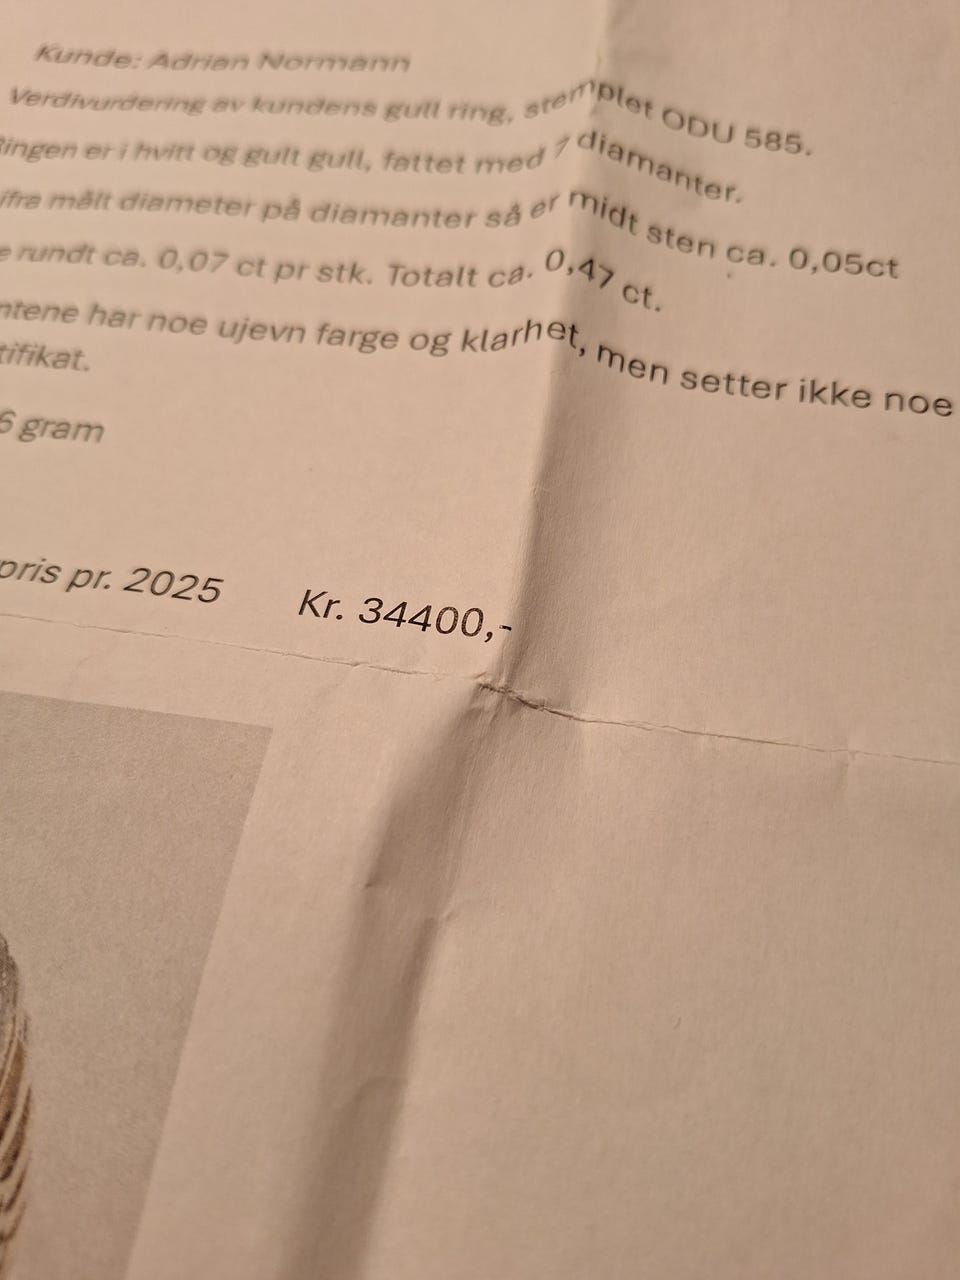 Kunde: Adrian Normann
Verdivurdering av kundens gull ring, stemplet ODU 585.
Ringen er i hvitt og gult gull, fattet med 7 diamanter.
ifra målt diameter på diamanter så er midt sten ca. 0,05ct
e rundt ca. 0,07 ct pr stk. Totalt ca. 0,47 ct.
ntene har noe ujevn farge og klarhet, men setter ikke noe
tifikat.
6 gram
pris pr. 2025 Kr. 34400,-